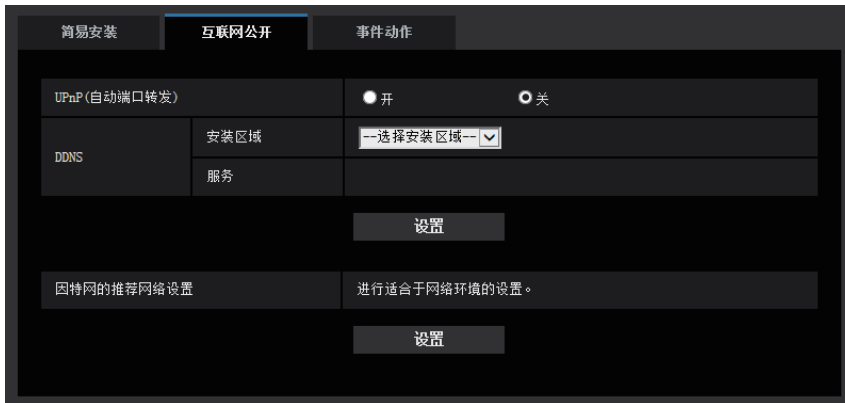 简易安装 互联网公开 事件动作
UPnP(自动端口转发) 开 关
DDNS 安装区域 --选择安装区域--
服务
设置
因特网的推荐网络设置 进行适合于网络环境的设置。
设置